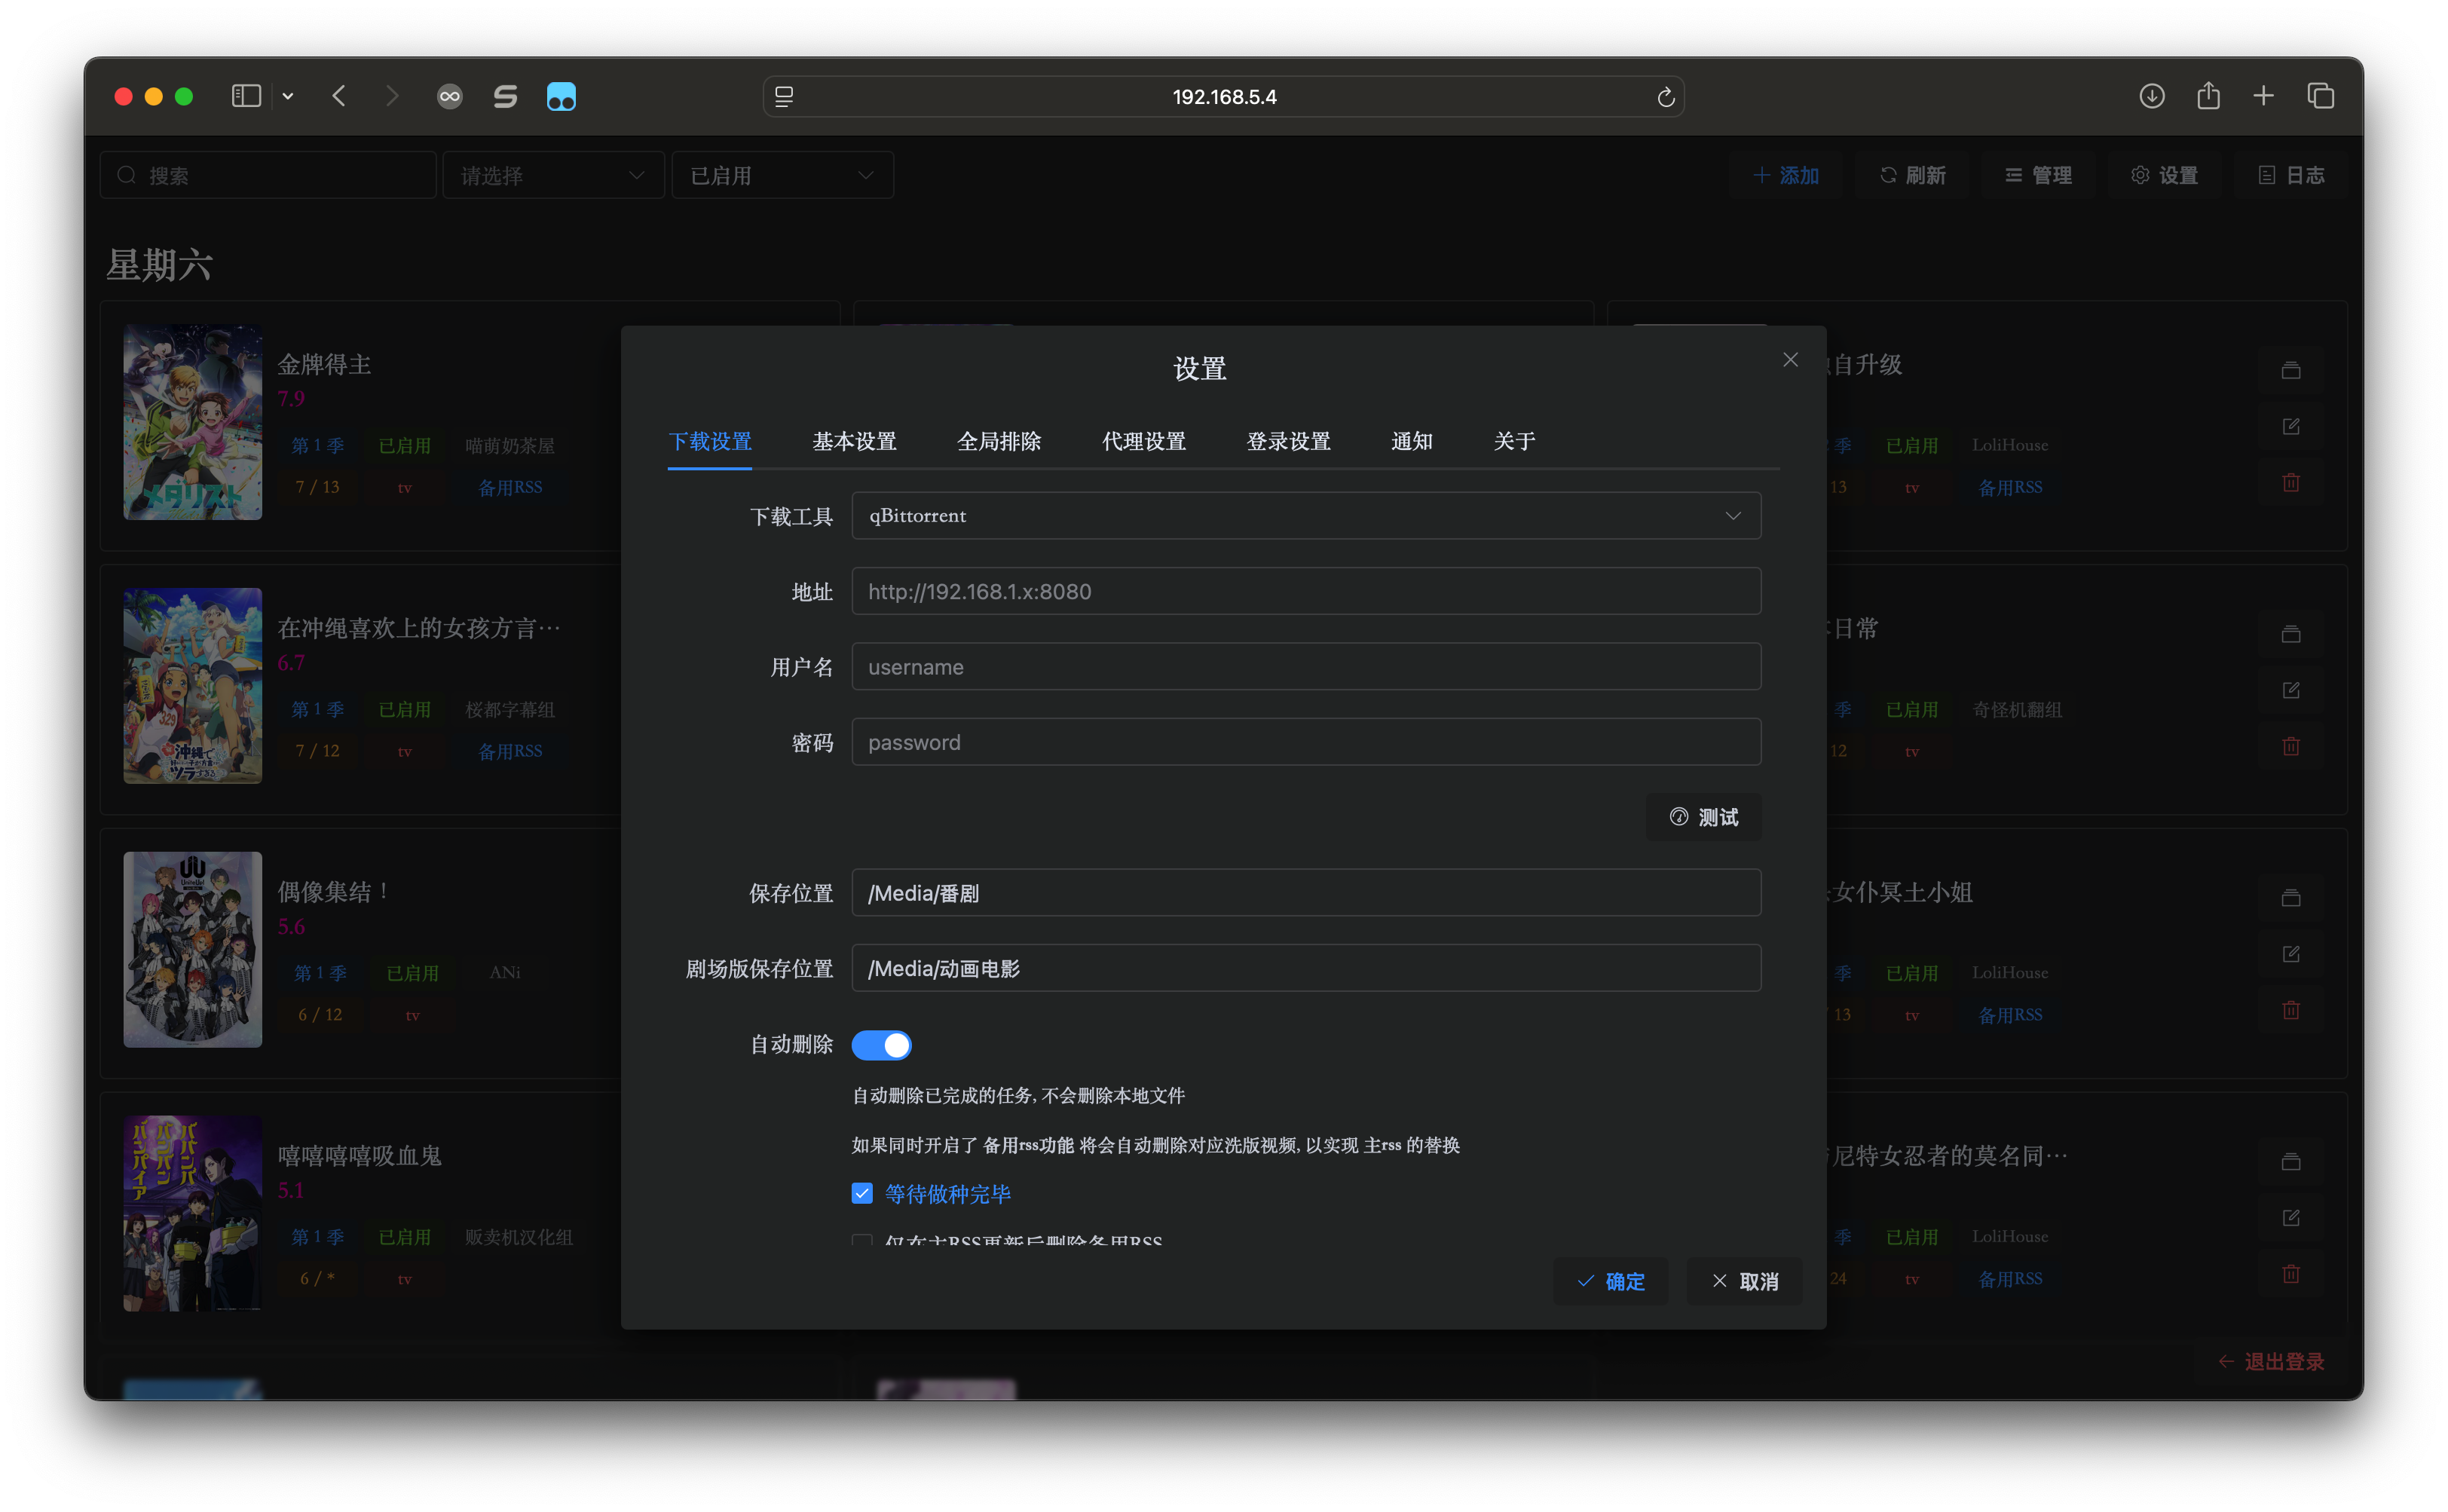 192.168.5.4
搜索 请选择 已启用 添加 刷新 管理 设置 日志
星期六
金牌得主
7.9
第 1 季 已启用 喵萌奶茶屋
7 / 13 tv 备用RSS
在冲绳喜欢上的女孩方言…
6.7
第 1 季 已启用 桜都字幕组
7 / 12 tv 备用RSS
偶像集结！
5.6
第 1 季 已启用 ANi
6 / 12 tv
嘻嘻嘻嘻吸血鬼
5.1
第 1 季 已启用 贩卖机汉化组
6 / * tv
设置
下载设置 基本设置 全局排除 代理设置 登录设置 通知 关于
下载工具 qBittorrent
地址 http://192.168.1.x:8080
用户名 username
密码 password
测试
保存位置 /Media/番剧
剧场版保存位置 /Media/动画电影
自动删除
自动删除已完成的任务, 不会删除本地文件
如果同时开启了 备用rss功能 将会自动删除对应洗版视频, 以实现 主rss 的替换
等待做种完毕
仅在主RSS更新后删除备用RSS
确定 取消
自升级
季 已启用 LoliHouse
13 tv 备用RSS
日常
季 已启用 奇怪机翻组
12 tv
女仆冥土小姐
季 已启用 LoliHouse
13 tv 备用RSS
尼特女忍者的莫名同…
季 已启用 LoliHouse
24 tv 备用RSS
退出登录